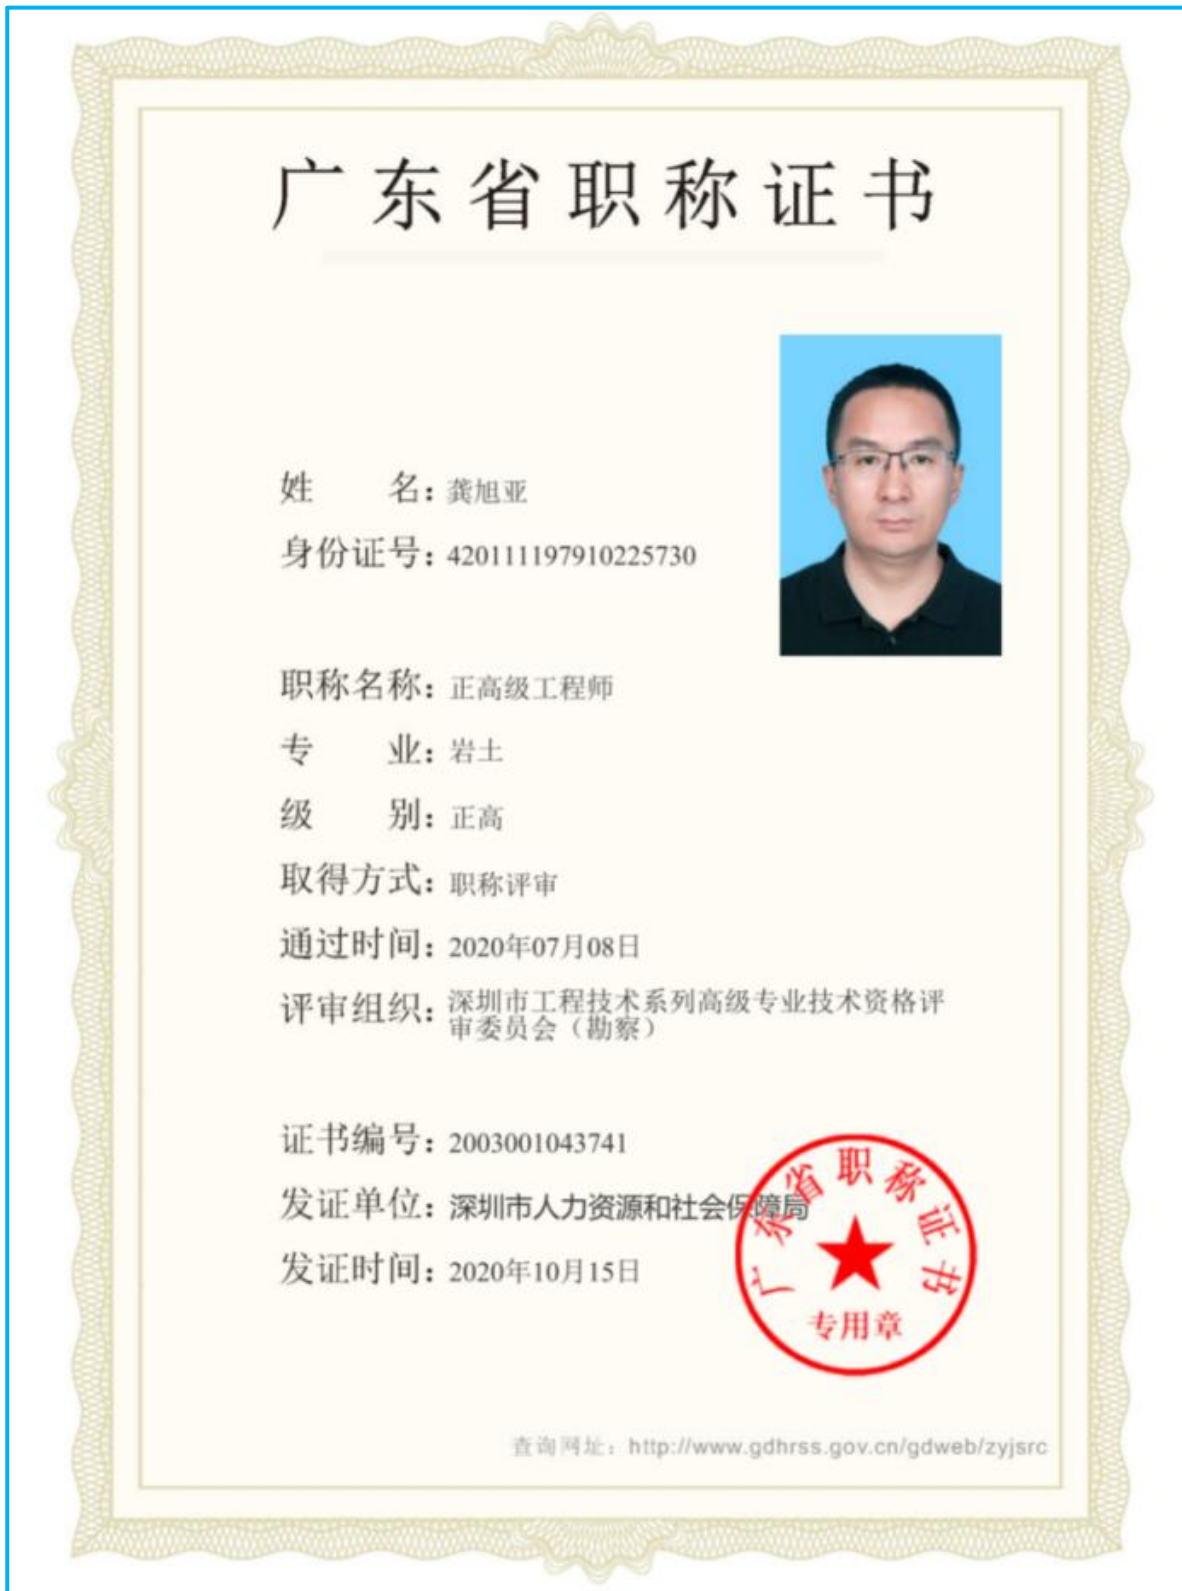 广东省职称证书
姓 名：龚旭亚
身份证号：420111197910225730
职称名称：正高级工程师
专 业：岩土
级 别：正高
取得方式：职称评审
通过时间：2020年07月08日
评审组织：深圳市工程技术系列高级专业技术资格评
审委员会（勘察）
证书编号：2003001043741
发证单位：深圳市人力资源和社会保障局
发证时间：2020年10月15日
广东省职称证书
专用章
查询网址：http://www.gdhrss.gov.cn/gdweb/zyjsrc